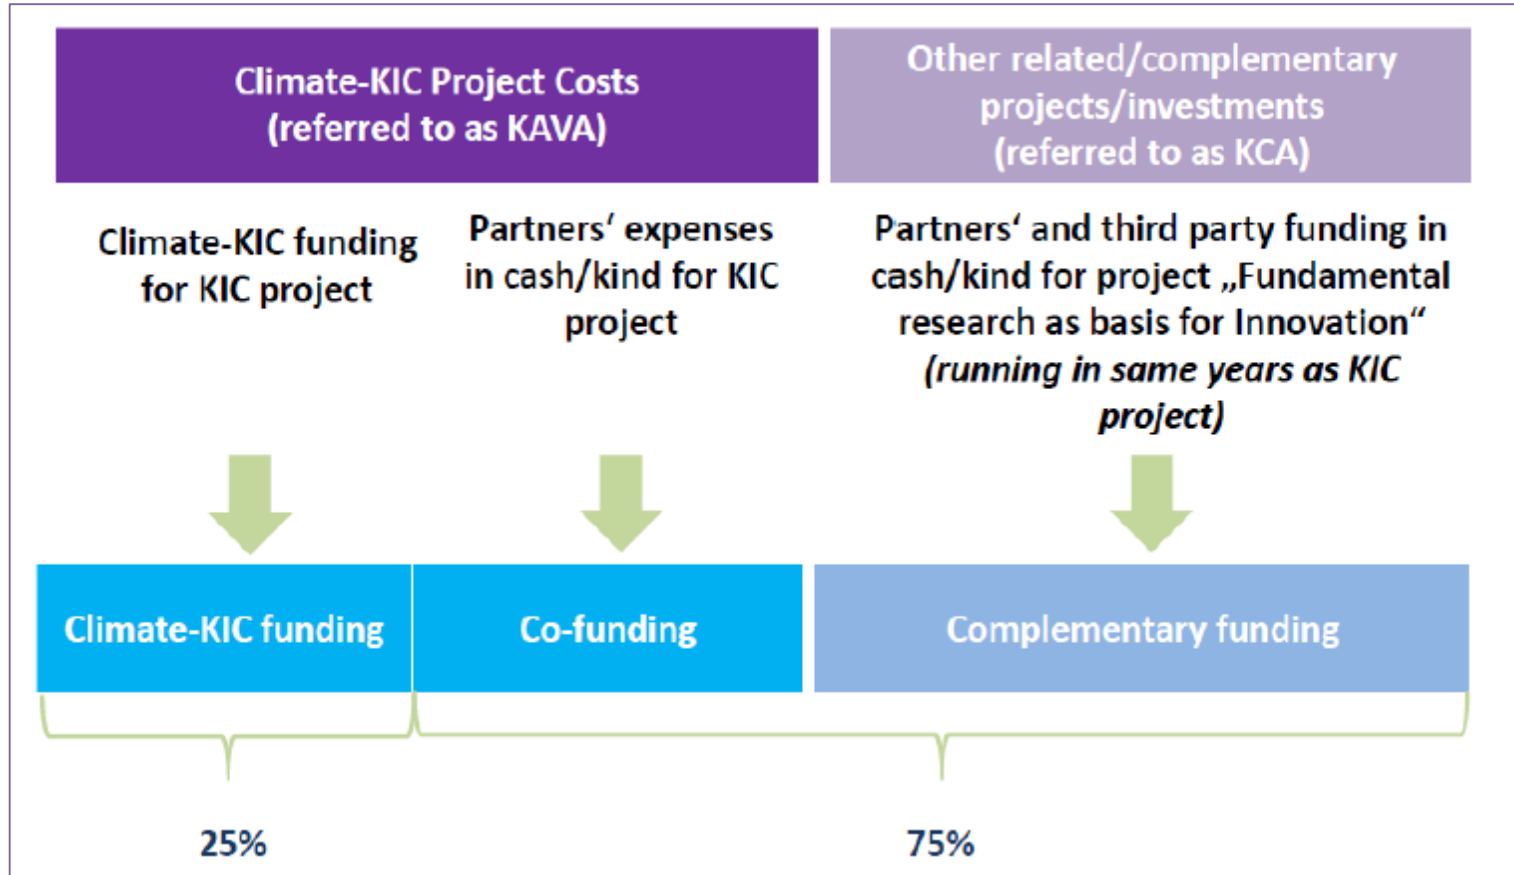 Climate-KIC Project Costs
(referred to as KAVA)
Other related/complementary
projects/investments
(referred to as KCA)
Climate-KIC funding
for KIC project
Partners’ expenses
in cash/kind for KIC
project
Partners‘ and third party funding in
cash/kind for project „Fundamental
research as basis for Innovation“
(running in same years as KIC
project)
Climate-KIC funding
Co-funding
Complementary funding
25%
75%